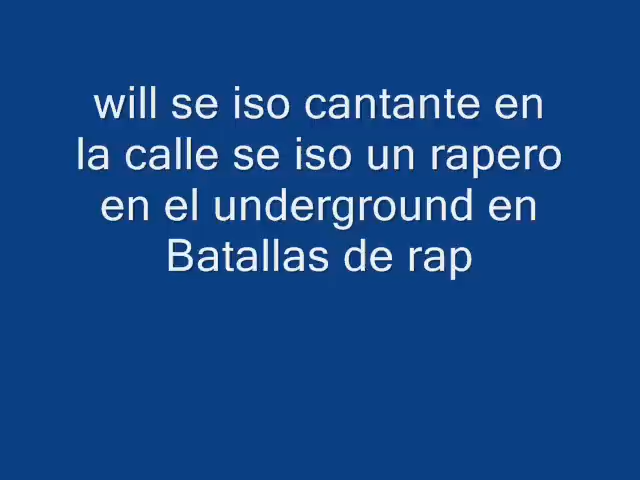 will se iso cantante en
la calle se iso un rapero
en el underground en
Batallas de rap